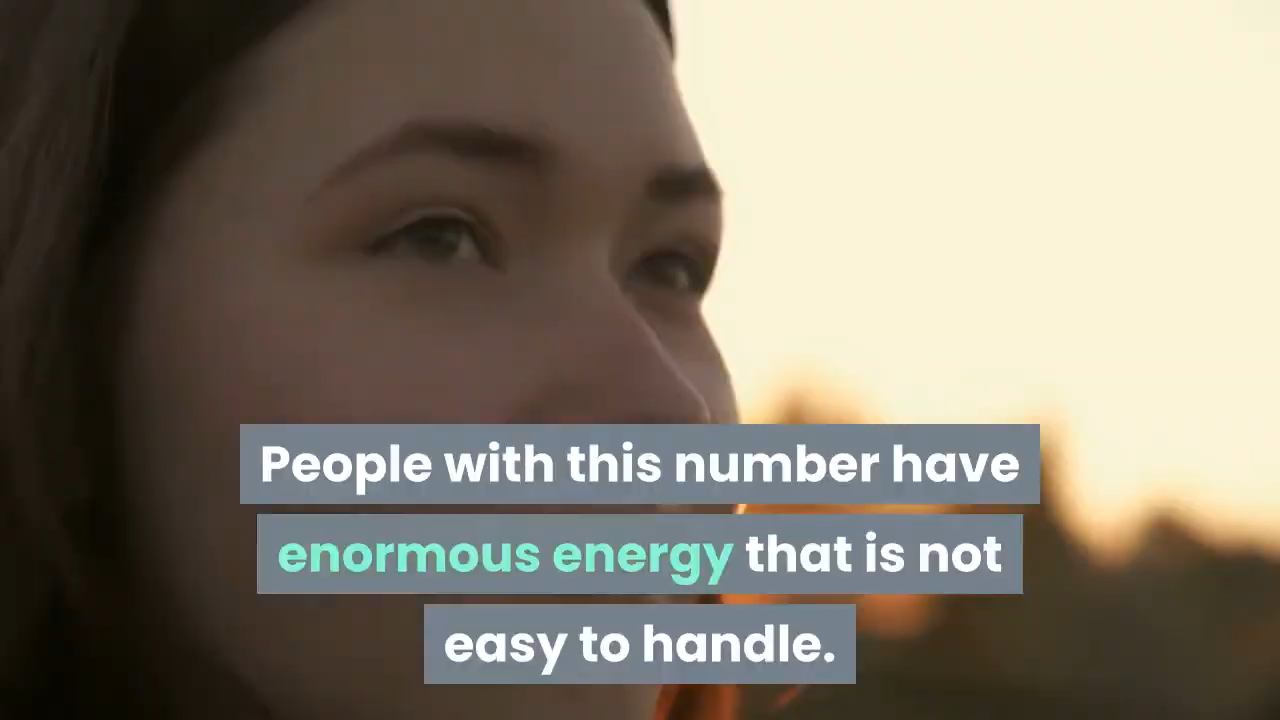 People with this number have
enormous energy that is not
easy to handle.